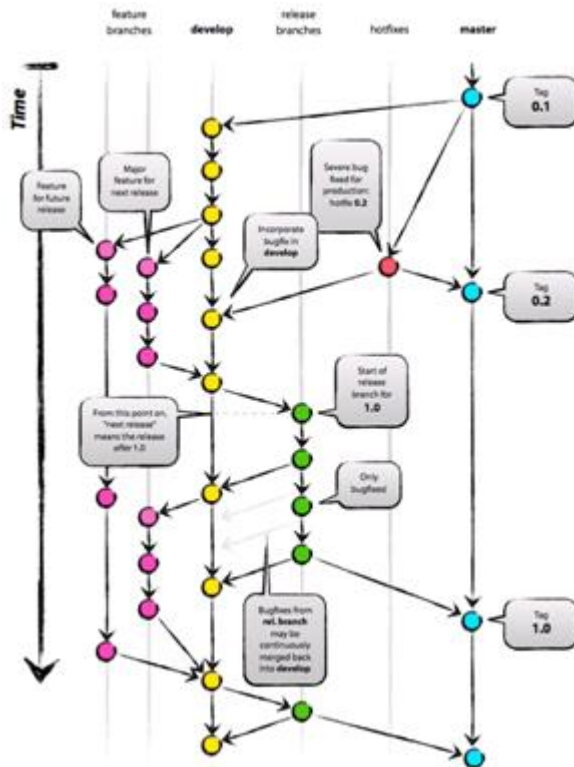 feature
branches
develop
release
branches
hotfixes
master
Time
Tag
0.1
Major
feature for
next release
Severe bug
fixed for
production:
hotfix 0.2
Feature
for future
release
Incorporate
bugfix in
develop
Tag
0.2
Start of
release
branch for
1.0
From this point on,
"next release"
means the release
after 1.0
Only
bugfixes!
Bugfixes from
rel. branch
may be
continuously
merged back
into develop
Tag
1.0